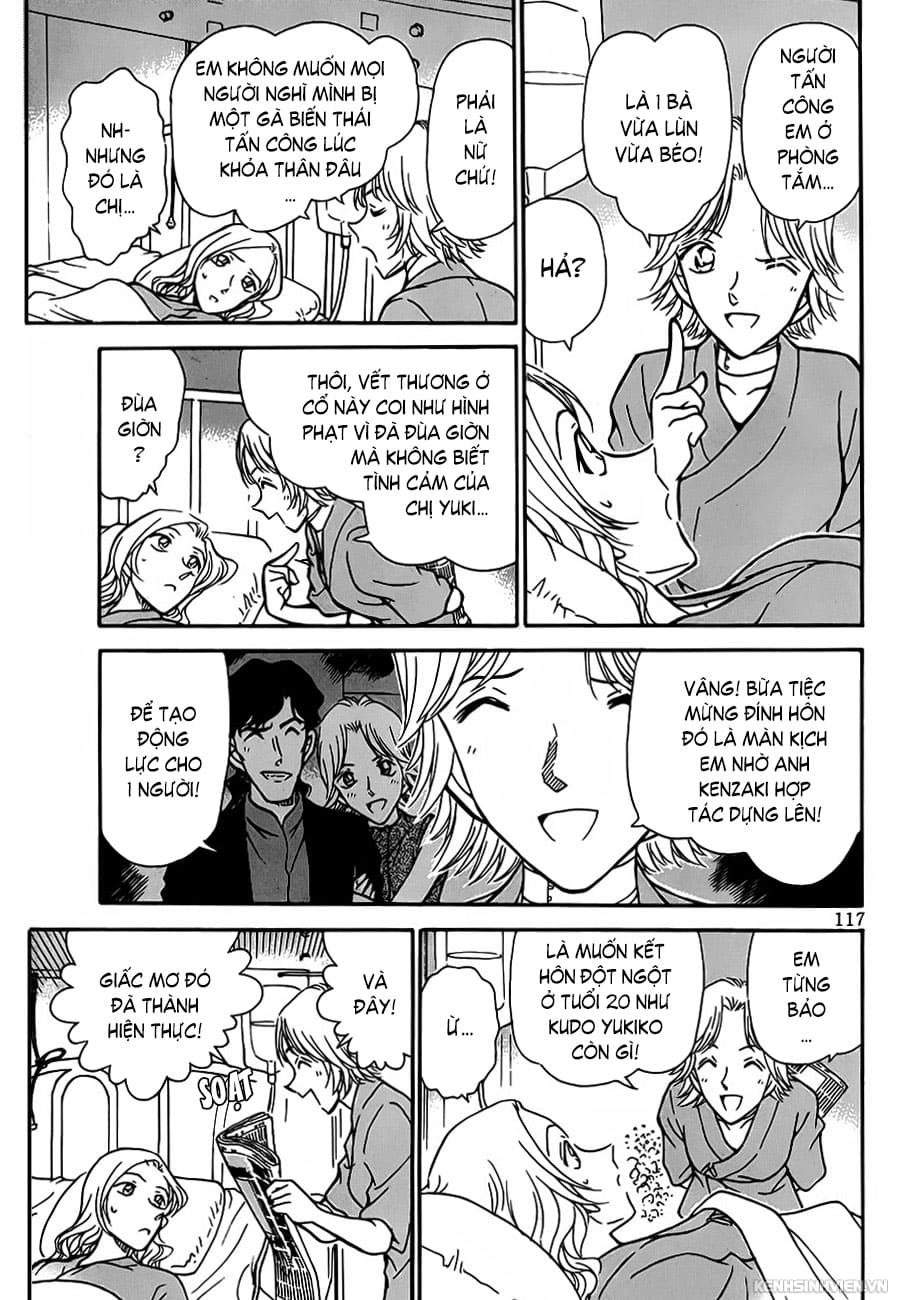 NGƯỜI
TẤN
CÔNG
EM Ở
PHÒNG
TẮM...
LÀ 1 BÀ
VỪA LÙN
VỪA BÉO!
HẢ?
PHẢI
LÀ NỮ
CHỨ!
EM KHÔNG MUỐN MỌI
NGƯỜI NGHĨ MÌNH BỊ
MỘT GÃ BIẾN THÁI
TẤN CÔNG LÚC
KHỎA THÂN ĐÂU
...
NH-
NHƯNG
ĐÓ LÀ
CHỊ...
THÔI, VẾT THƯƠNG Ở
CỔ NÀY COI NHƯ HÌNH
PHẠT VÌ ĐÃ ĐÙA GIỜN
MÀ KHÔNG BIẾT
TÌNH CẢM CỦA
CHỊ YUKI...
ĐÙA
GIỜN
?
VÂNG! BỮA TIỆC
MỪNG ĐÍNH HÔN
ĐÓ LÀ MÀN KỊCH
EM NHỜ ANH
KENZAKI HỢP
TÁC DỰNG LÊN!
ĐỂ TẠO
ĐỘNG
LỰC CHO
1 NGƯỜI!
117
EM
TỪNG
BẢO
...
LÀ MUỐN KẾT
HÔN ĐỘT NGỘT
Ở TUỔI 20 NHƯ
KUDO YUKIKO
CÒN GÌ!
Ừ...
VÀ
ĐÂY!
GIẤC MƠ ĐÓ
ĐÃ THÀNH
HIỆN THỰC!
SOẠT
KENHSINHVIEN.VN